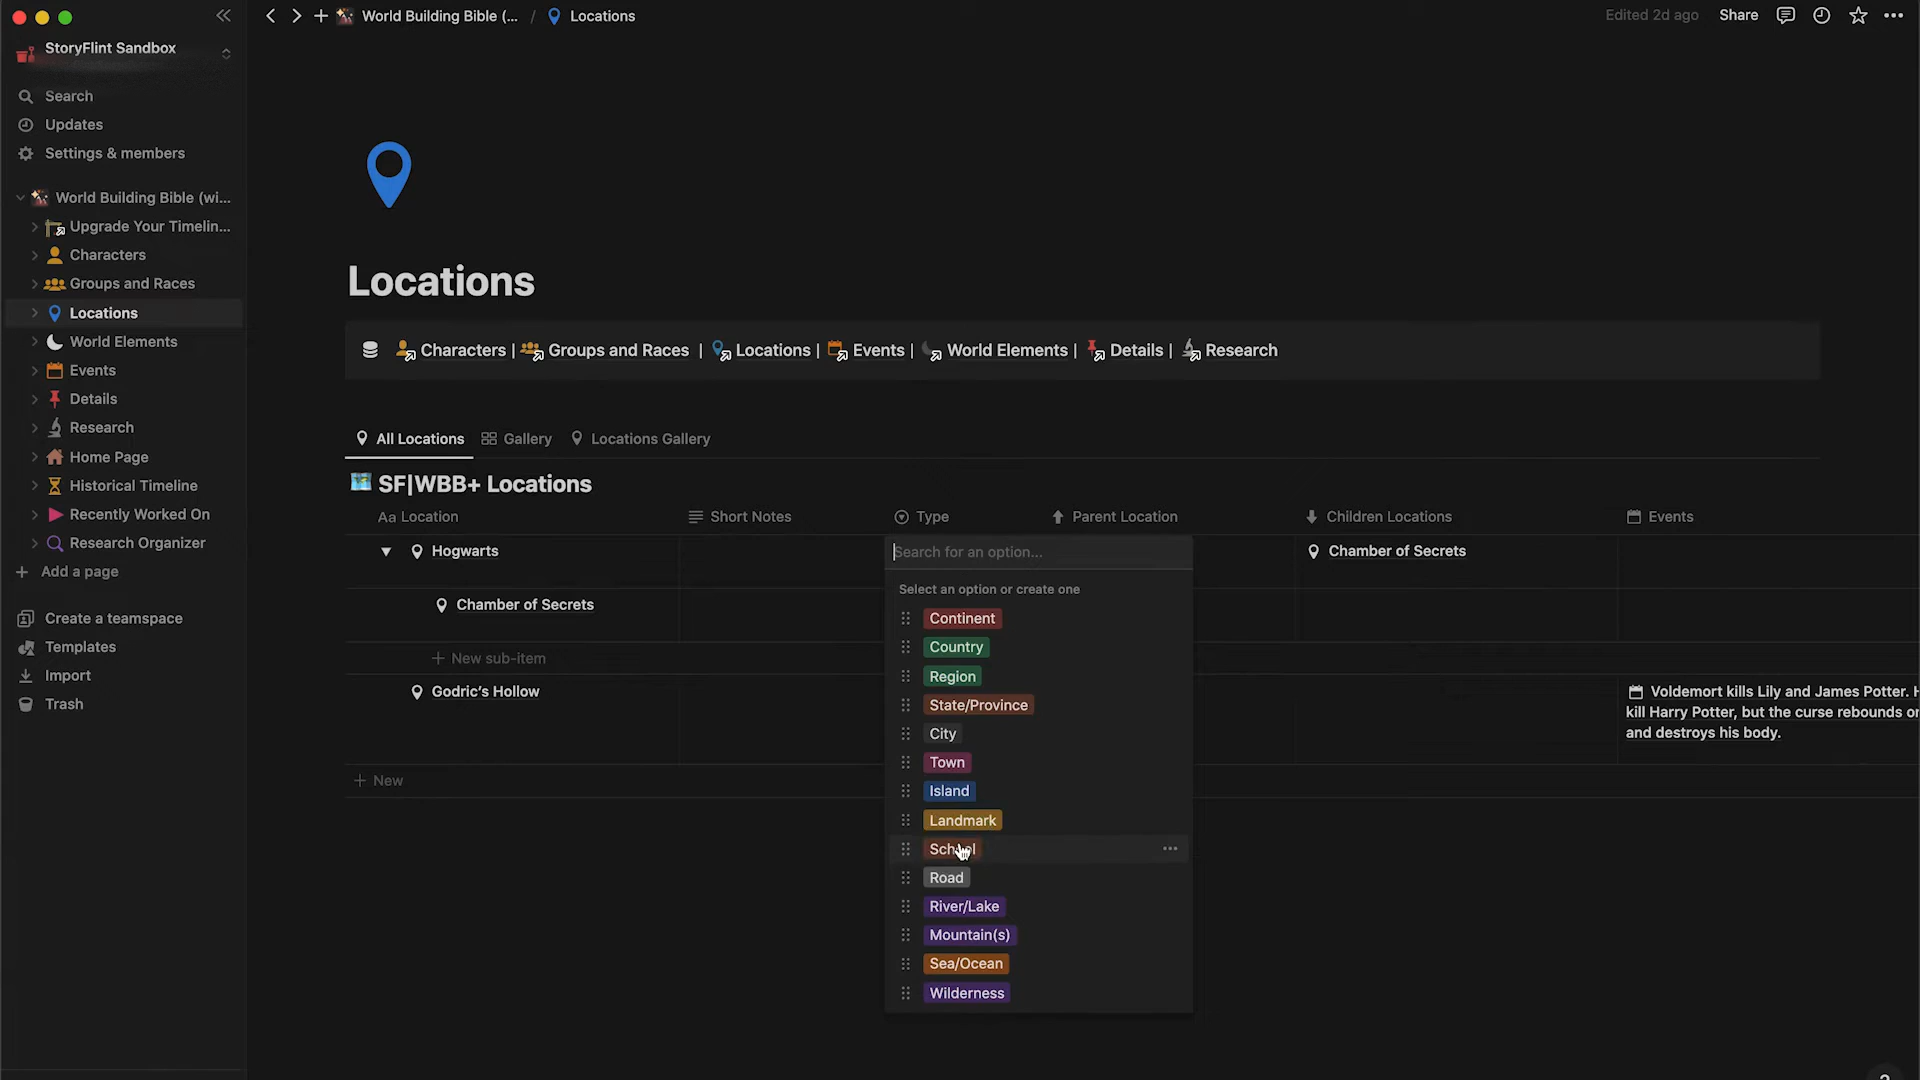 World Building Bible (... / Locations
Edited 2d ago Share
StoryFlint Sandbox
Search
Updates
Settings & members
World Building Bible (wi...
Upgrade Your Timelin...
Characters
Groups and Races
Locations
World Elements
Events
Details
Research
Home Page
Historical Timeline
Recently Worked On
Research Organizer
Add a page
Create a teamspace
Templates
Import
Trash
Locations
Characters | Groups and Races | Locations | Events | World Elements | Details | Research
All Locations Gallery Locations Gallery
SF|WBB+ Locations
Aa Location Short Notes Type Parent Location Children Locations Events
Hogwarts
Chamber of Secrets
Chamber of Secrets
+ New sub-item
Godric's Hollow
Voldemort kills Lily and James Potter. H
kill Harry Potter, but the curse rebounds or
and destroys his body.
+ New
Search for an option...
Select an option or create one
Continent
Country
Region
State/Province
City
Town
Island
Landmark
School
Road
River/Lake
Mountain(s)
Sea/Ocean
Wilderness